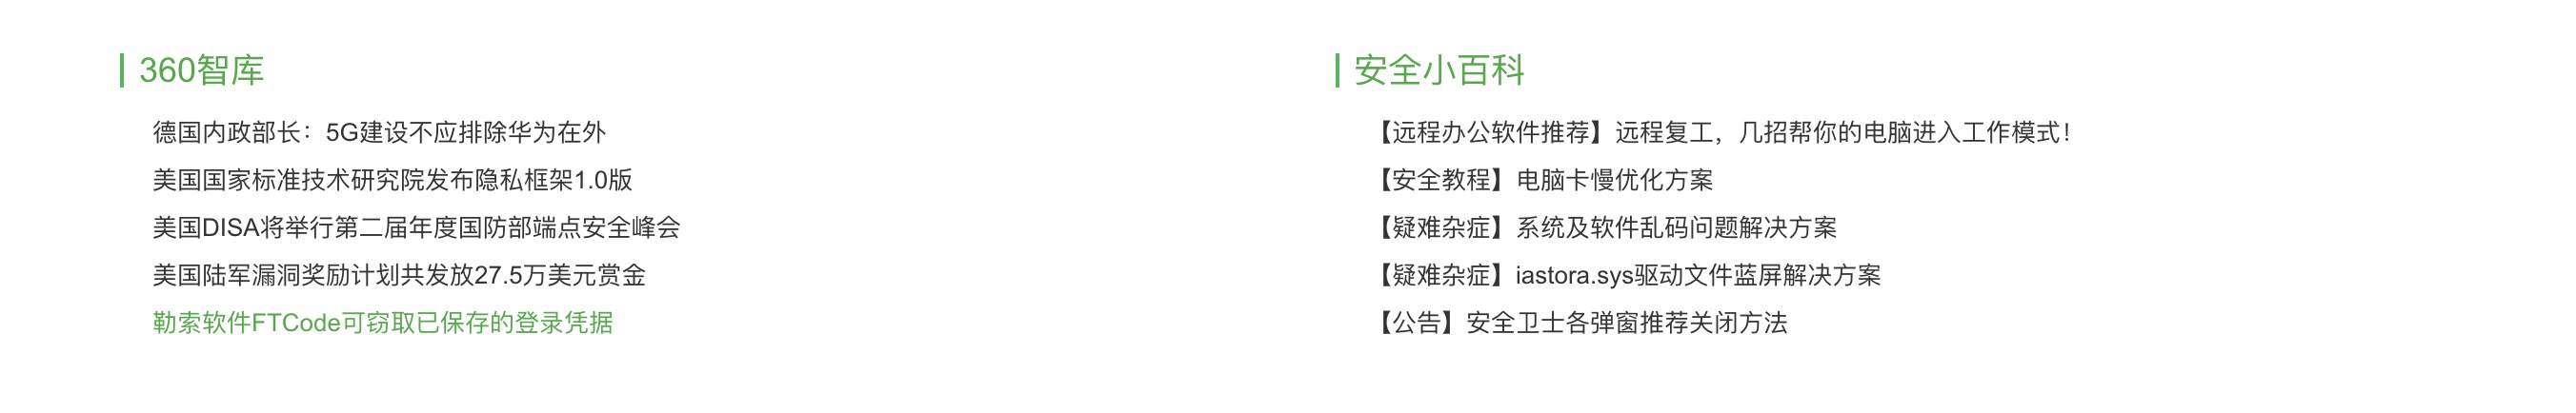 360智库
德国内政部长：5G建设不应排除华为在外
美国国家标准技术研究院发布隐私框架1.0版
美国DISA将举行第二届年度国防部端点安全峰会
美国陆军漏洞奖励计划共发放27.5万美元赏金
勒索软件FTCode可窃取已保存的登录凭据
安全小百科
【远程办公软件推荐】远程复工，几招帮你的电脑进入工作模式！
【安全教程】电脑卡慢优化方案
【疑难杂症】系统及软件乱码问题解决方案
【疑难杂症】iastora.sys驱动文件蓝屏解决方案
【公告】安全卫士各弹窗推荐关闭方法